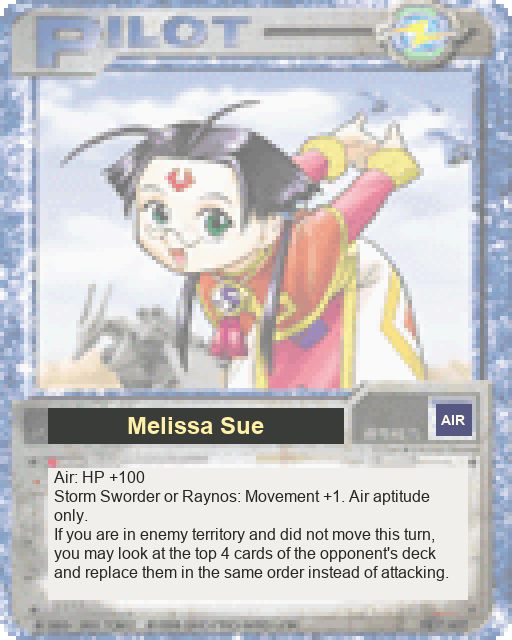 PILOT
Melissa Sue
AIR
Air: HP +100
Storm Sworder or Raynos: Movement +1. Air aptitude
only.
If you are in enemy territory and did not move this turn,
you may look at the top 4 cards of the opponent's deck
and replace them in the same order instead of attacking.